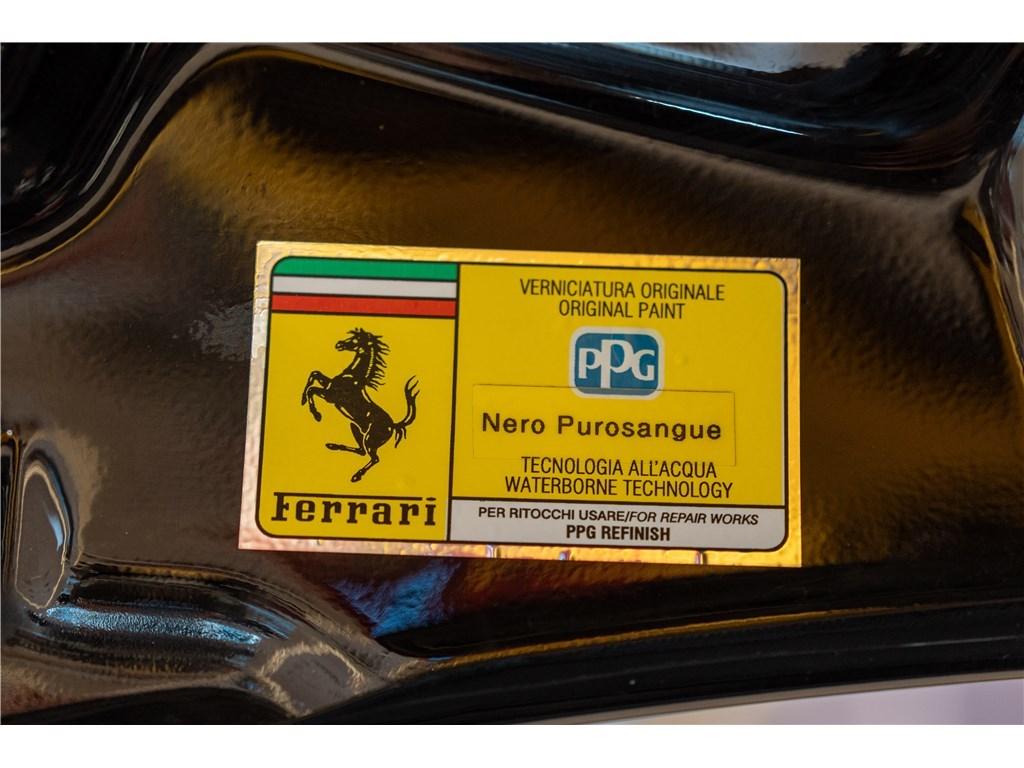 VERNICIATURA ORIGINALE
ORIGINAL PAINT
PPG
Nero Purosangue
TECNOLOGIA ALL'ACQUA
WATERBORNE TECHNOLOGY
Ferrari
PER RITOCCHI USARE/FOR REPAIR WORKS
PPG REFINISH